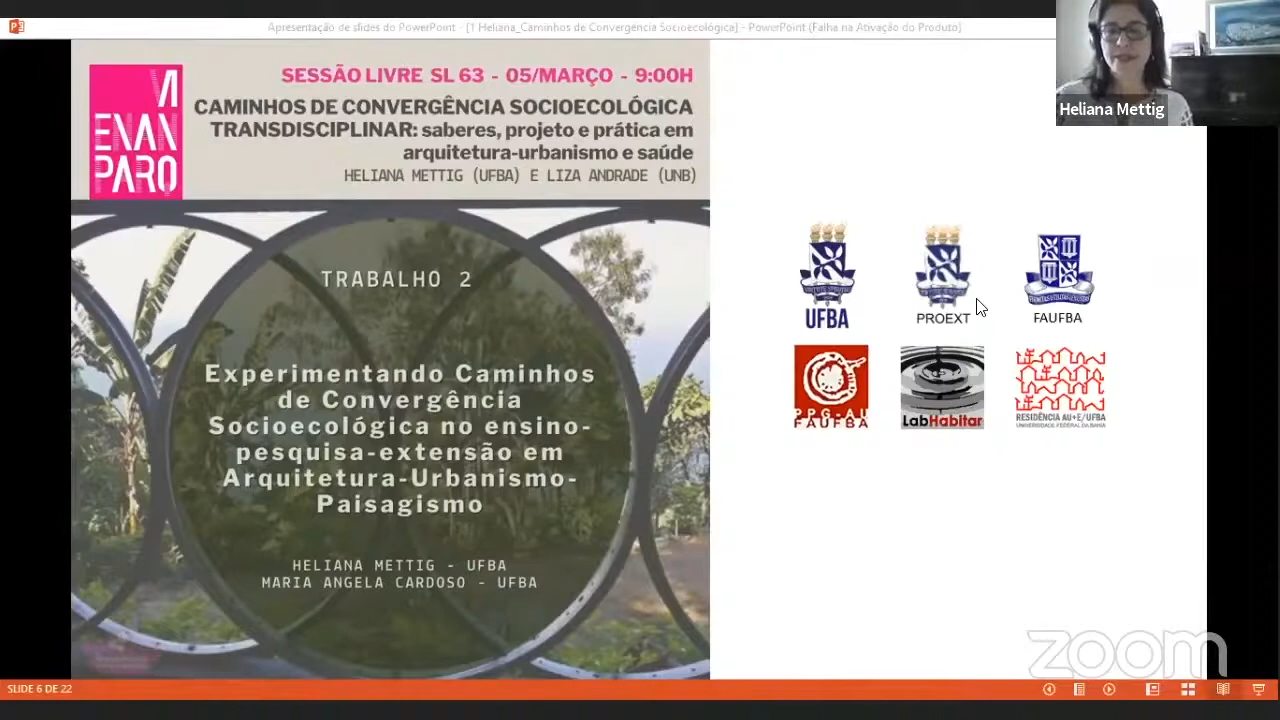 Apresentação de slides do PowerPoint - [1 Heliana_Caminhos de Convergência Socioecológica] - PowerPoint (Falha na Ativação do Produto)
Heliana Mettig
VI
ENAN
PARQ
SESSÃO LIVRE SL 63 - 05/MARÇO - 9:00H
CAMINHOS DE CONVERGÊNCIA SOCIOECOLÓGICA
TRANSDISCIPLINAR: saberes, projeto e prática em
arquitetura-urbanismo e saúde
HELIANA METTIG (UFBA) E LIZA ANDRADE (UNB)
TRABALHO 2
Experimentando Caminhos
de Convergência
Socioecológica no ensino-
pesquisa-extensão em
Arquitetura-Urbanismo-
Paisagismo
HELIANA METTIG - UFBA
MARIA ANGELA CARDOSO - UFBA
UFBA
PROEXT
FAUFBA
PPG-AU
FAUFBA
LabHabitar
RESIDÊNCIA AU+E/UFBA
UNIVERSIDADE FEDERAL DA BAHIA
zoom
SLIDE 6 DE 22